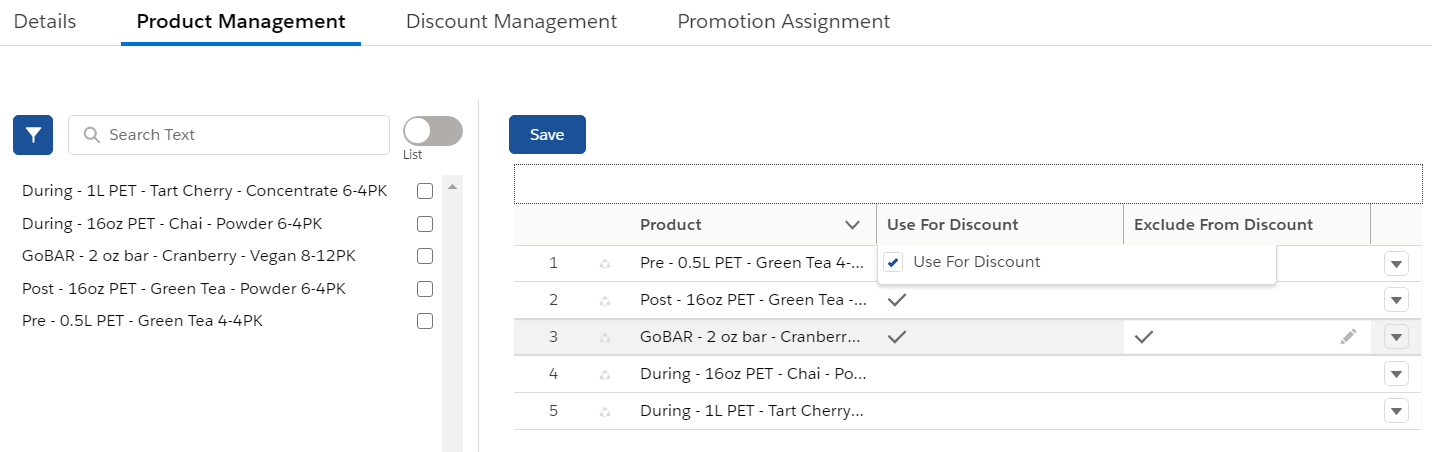 Details Product Management Discount Management Promotion Assignment
Search Text
List
During - 1L PET - Tart Cherry - Concentrate 6-4PK
During - 16oz PET - Chai - Powder 6-4PK
GoBAR - 2 oz bar - Cranberry - Vegan 8-12PK
Post - 16oz PET - Green Tea - Powder 6-4PK
Pre - 0.5L PET - Green Tea 4-4PK
Save
Product Use For Discount Exclude From Discount
1 Pre - 0.5L PET - Green Tea 4-... Use For Discount
2 Post - 16oz PET - Green Tea -...
3 GoBAR - 2 oz bar - Cranberr...
4 During - 16oz PET - Chai - Po...
5 During - 1L PET - Tart Cherry...